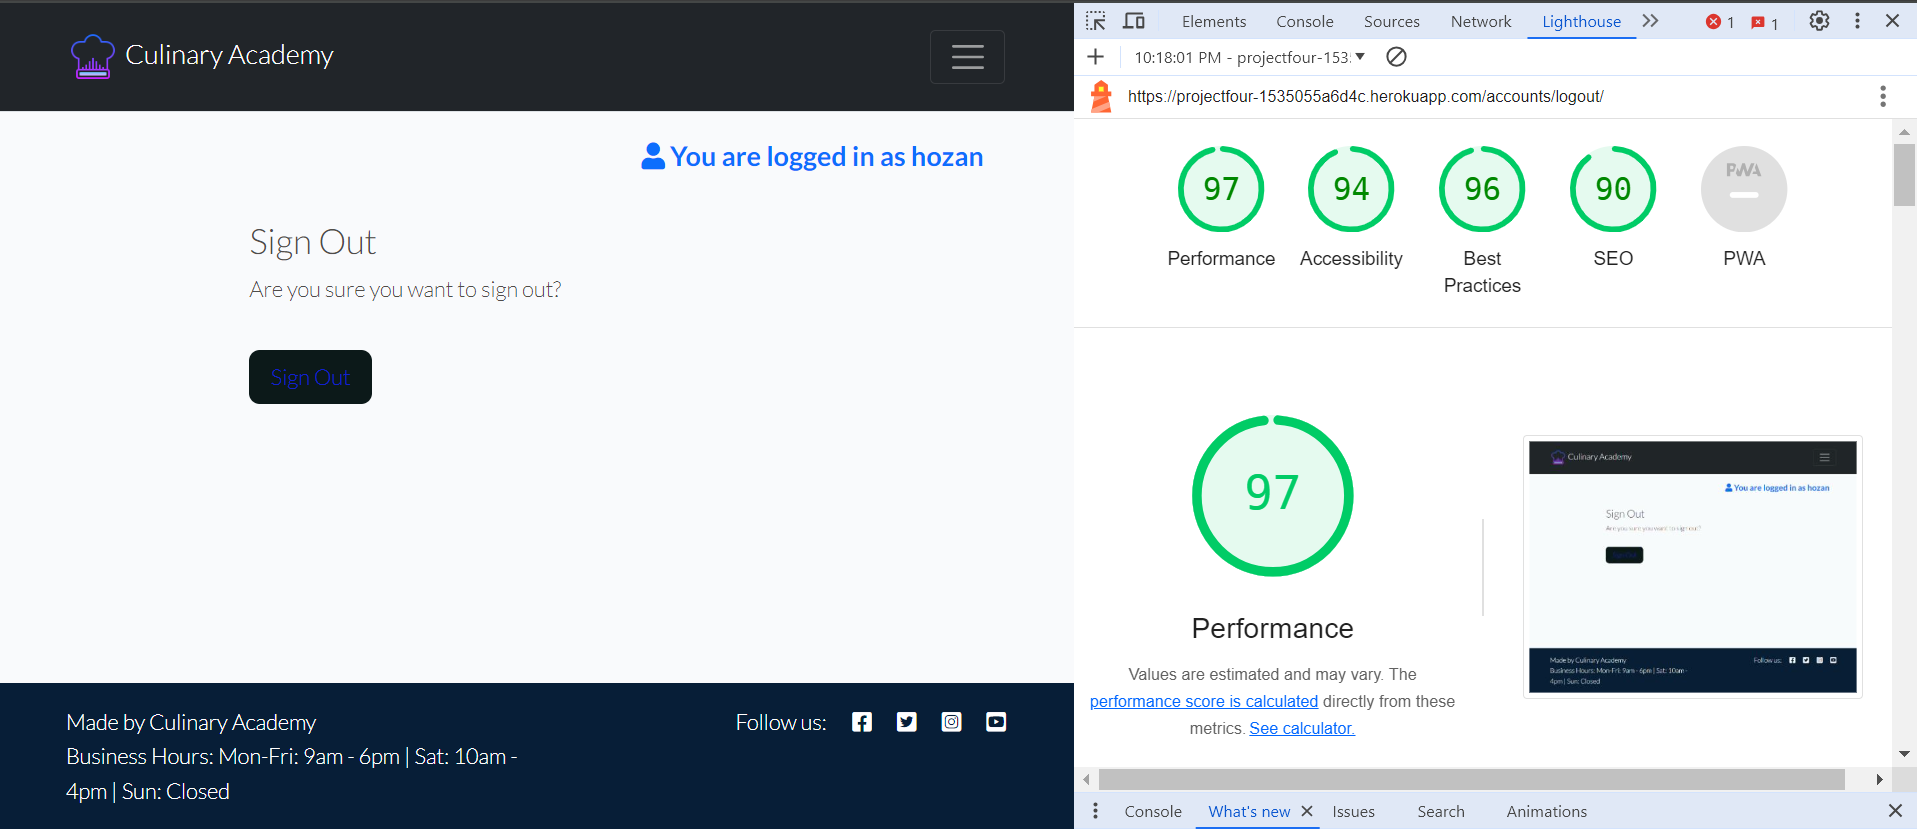 Culinary Academy
You are logged in as hozan
Sign Out
Are you sure you want to sign out?
Sign Out
Made by Culinary Academy
Business Hours: Mon-Fri: 9am - 6pm | Sat: 10am -
4pm | Sun: Closed
Follow us:
Elements Console Sources Network Lighthouse 1 1
10:18:01 PM - projectfour-153
https://projectfour-1535055a6d4c.herokuapp.com/accounts/logout/
97 94 96 90 PWA
Performance Accessibility Best SEO PWA
Practices
97
Performance
Values are estimated and may vary. The
performance score is calculated directly from these
metrics. See calculator.
Culinary Academy
You are logged in as hozan
Sign Out
Are you sure you want to sign out?
Made by Culinary Academy
Follow us:
Business Hours: Mon-Fri: 9am - 6pm | Sat: 10am -
4pm | Sun: Closed
Console What's new Issues Search Animations